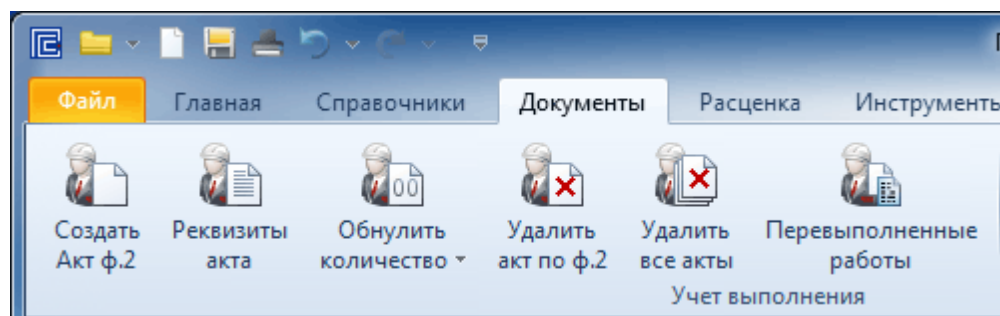 Файл Главная Справочники Документы Расценка Инструменты
Создать Реквизиты Обнулить Удалить Удалить Перевыполненные
Акт ф.2 акта количество акт по ф.2 все акты работы
Учет выполнения